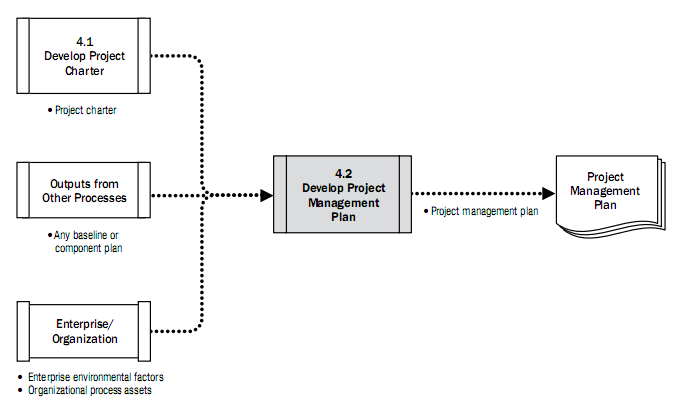 4.1
Develop Project
Charter
• Project charter
Outputs from
Other Processes
• Any baseline or
component plan
Enterprise/
Organization
• Enterprise environmental factors
• Organizational process assets
4.2
Develop Project
Management
Plan
• Project management plan
Project
Management
Plan